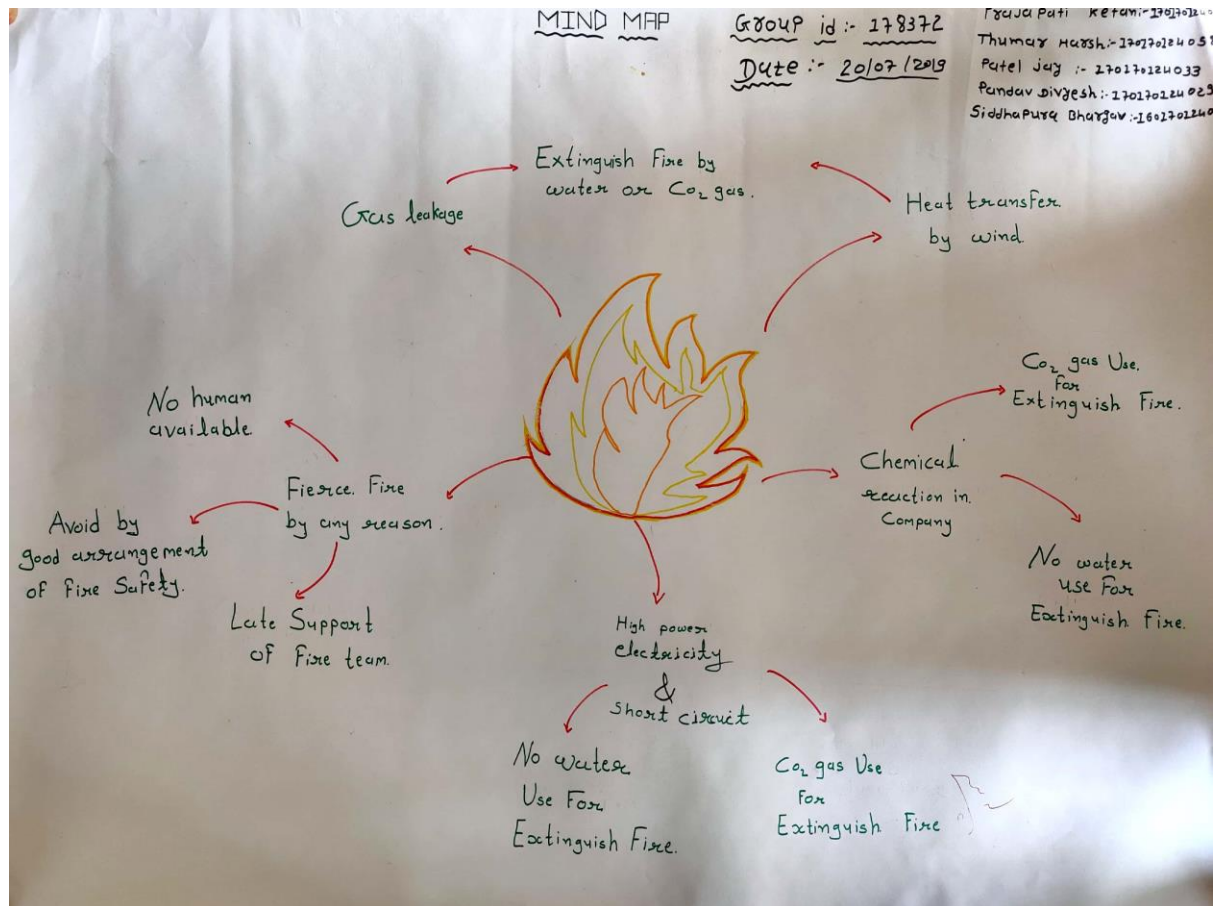 MIND MAP
Group id :- 178372
Date :- 20/07/2019
Prajapati Ketan:-
Thumar Harsh:-
Patel jay :- 170170124033
Pandav Divyesh:-
Siddhapura Bhargav:-
Extinguish Fire by
water or Co2 gas.
Gas leakage
Heat transfer
by wind.
Co2 gas Use.
For
Extinguish Fire.
Chemical
reaction in
Company
No water
use For
Extinguish Fire.
No human
available.
Fierce Fire
by any reason.
Avoid by
good arrangement
of Fire Safety.
Late Support
of Fire team.
High power
electricity
&
Short circuit
No water
Use For
Extinguish Fire.
Co2 gas Use
For
Extinguish Fire